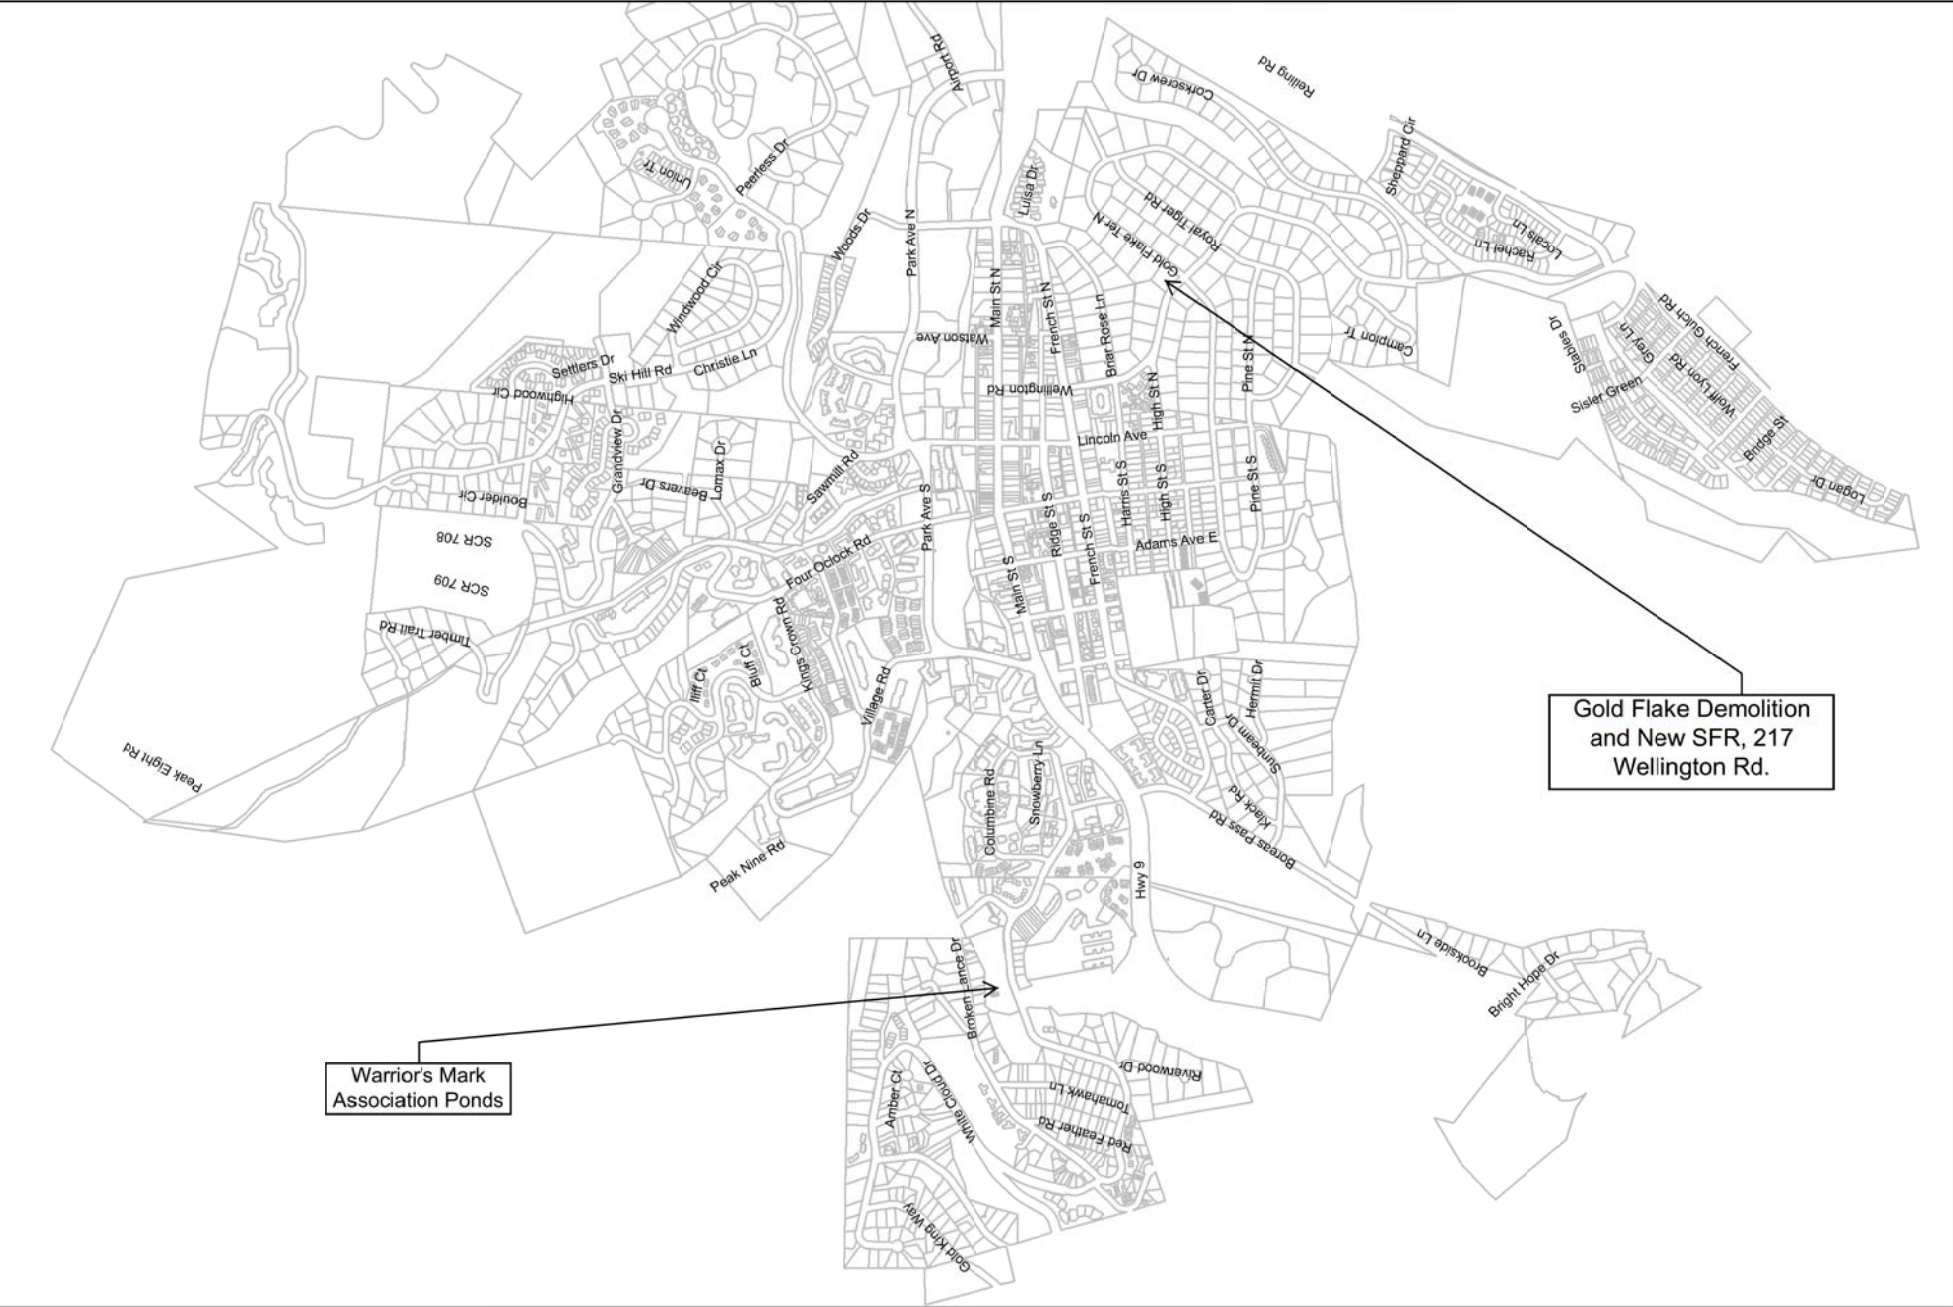 Airport Rd
Reiling Rd
Corkscrew Dr
Sheppard Cir
Union Tr
Peerless Dr
Luisa Dr
Royal Tiger Rd
Gold Flake Ter N
Woods Dr
Park Ave N
Locals Ln
Rachel Ln
Windwood Cir
Main St N
French St N
Briar Rose Ln
Watson Ave
Pine St N
Campion Tr
Stables Dr
Grey Ln
French Gulch Rd
Settlers Dr
Ski Hill Rd
Christie Ln
Highwood Cir
Wellington Rd
High St N
Wolff Lyon Rd
Sisler Green
Bridge St
Grandview Dr
Lincoln Ave
Lomax Dr
Sawmill Rd
Beavers Dr
Boulder Cir
Harris St S
High St S
Pine St S
Logan Dr
Park Ave S
Ridge St S
French St S
Adams Ave E
SCR 708
SCR 709
Four Oclock Rd
Main St S
Timber Trail Rd
Kings Crown Rd
Bluff Ct
Iliff Ct
Village Rd
Carter Dr
Hermit Dr
Sunbeam Dr
Gold Flake Demolition
and New SFR, 217
Wellington Rd.
Peak Eight Rd
Columbine Rd
Snowberry Ln
Klack Rd
Boreas Pass Rd
Peak Nine Rd
Hwy 9
Brookside Ln
Bright Hope Dr
Broken Lance Dr
Warrior's Mark
Association Ponds
Riverwood Dr
Tomahawk Ln
Red Feather Rd
Amber Ct
White Cloud Dr
Gold King Way